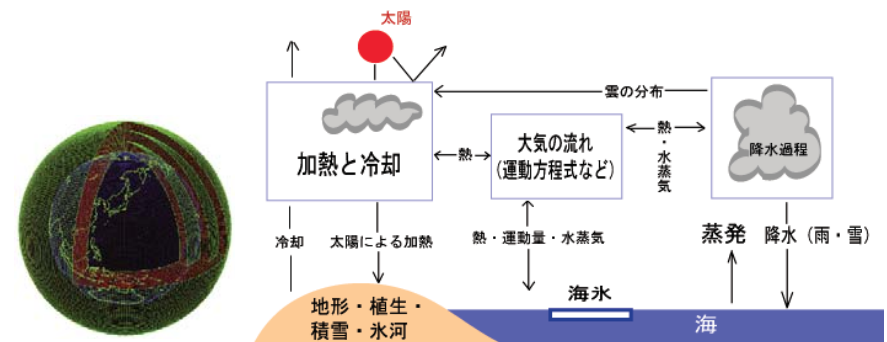 太陽
雲の分布
加熱と冷却
熱
大気の流れ
(運動方程式など)
熱・水蒸気
降水過程
冷却
太陽による加熱
熱・運動量・水蒸気
蒸発
降水(雨・雪)
地形・植生・
積雪・氷河
海氷
海